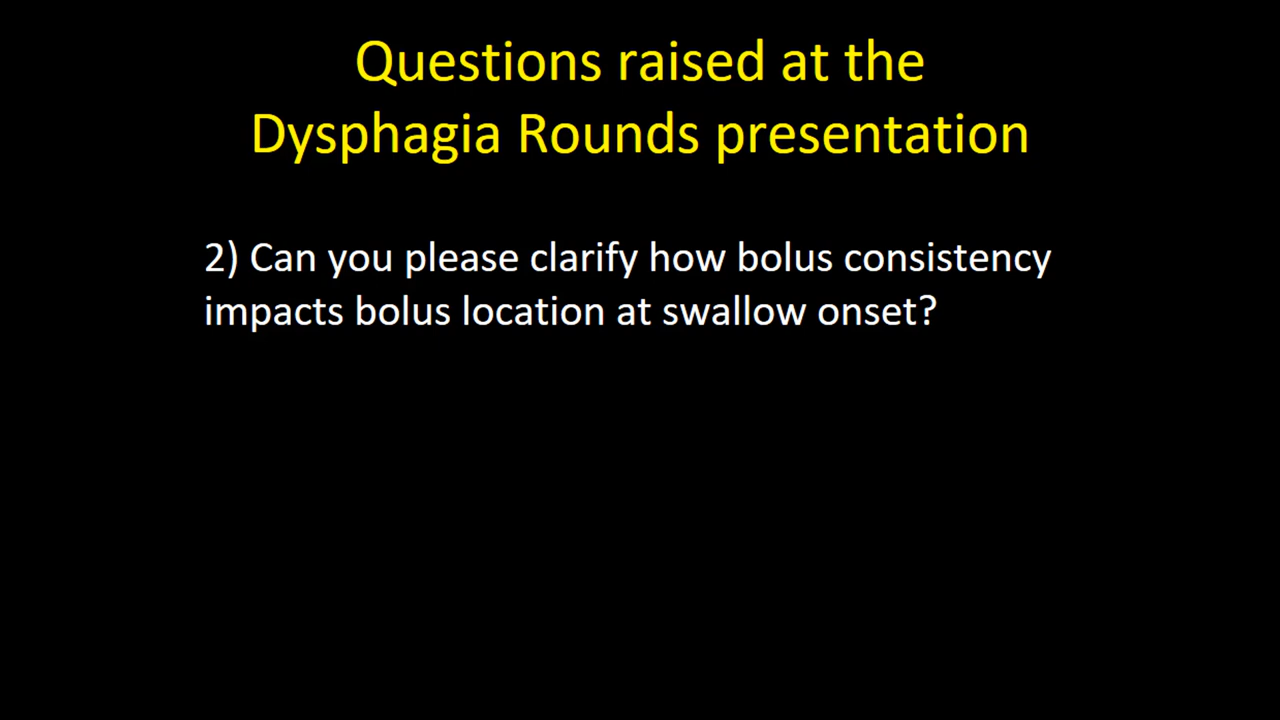 Questions raised at the
Dysphagia Rounds presentation
2) Can you please clarify how bolus consistency
impacts bolus location at swallow onset?